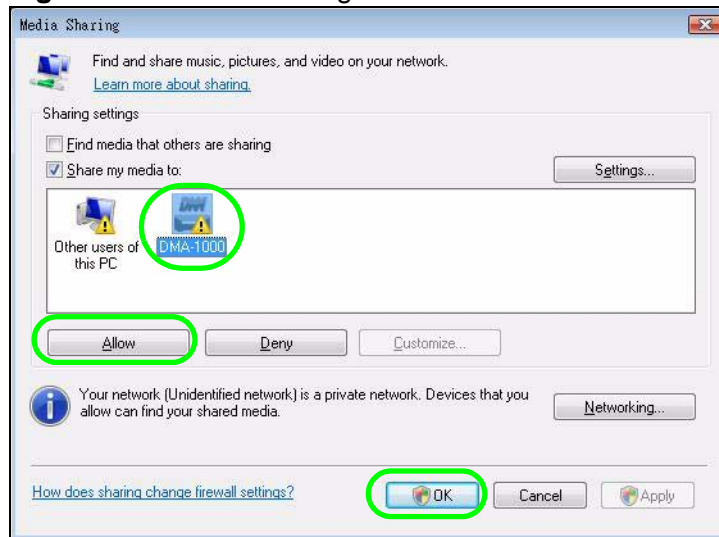 Media Sharing
Find and share music, pictures, and video on your network.
Learn more about sharing.
Sharing settings
Find media that others are sharing
Share my media to:
Settings...
Other users of
this PC
DMA-1000
Allow
Deny
Customize...
Your network (Unidentified network) is a private network. Devices that you
allow can find your shared media.
Networking...
How does sharing change firewall settings?
OK
Cancel
Apply